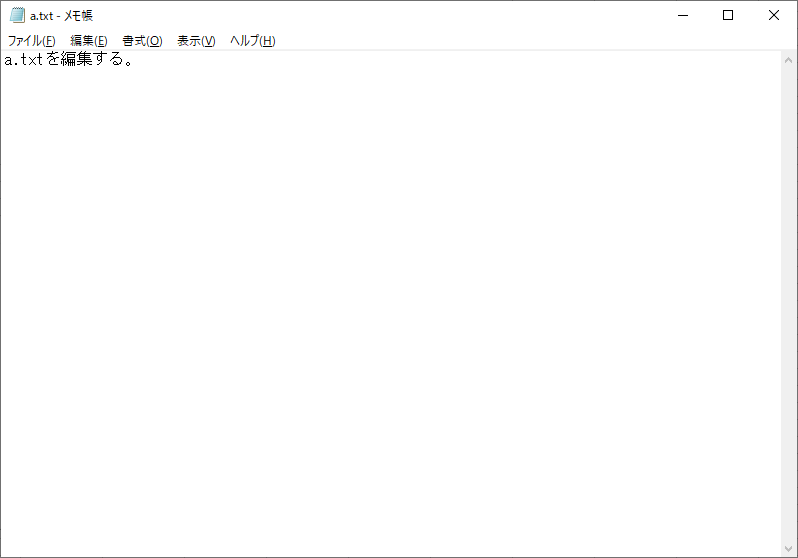 a.txt - メモ帳
ファイル(F) 編集(E) 書式(O) 表示(V) ヘルプ(H)
a.txtを編集する。